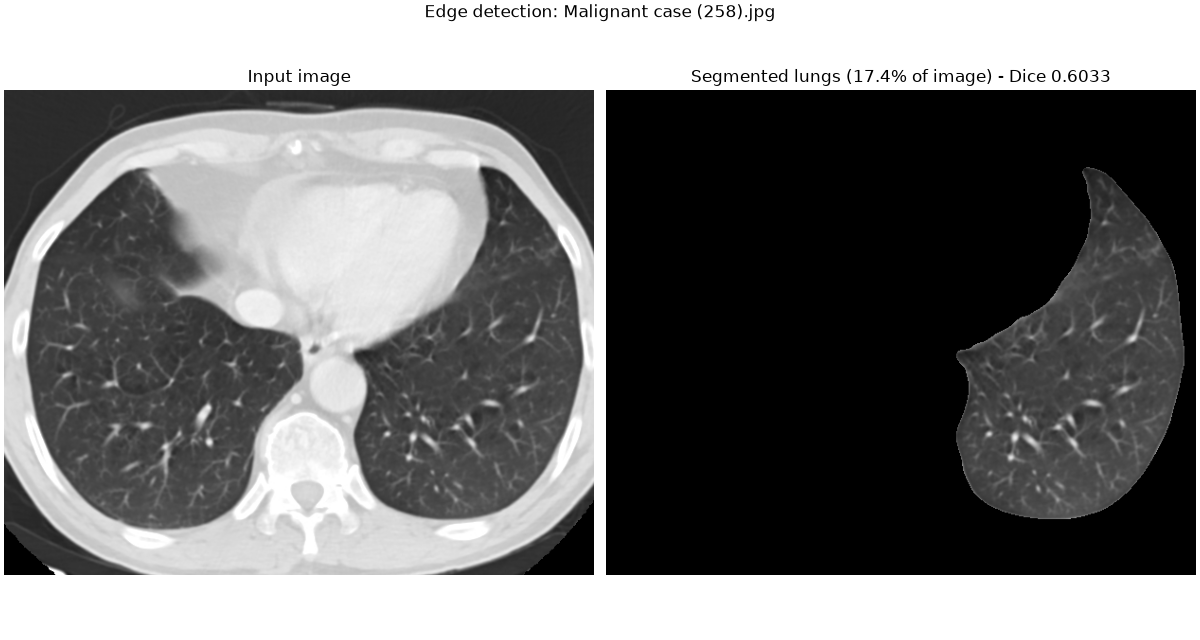 Edge detection: Malignant case (258).jpg
Input image
Segmented lungs (17.4% of image) - Dice 0.6033